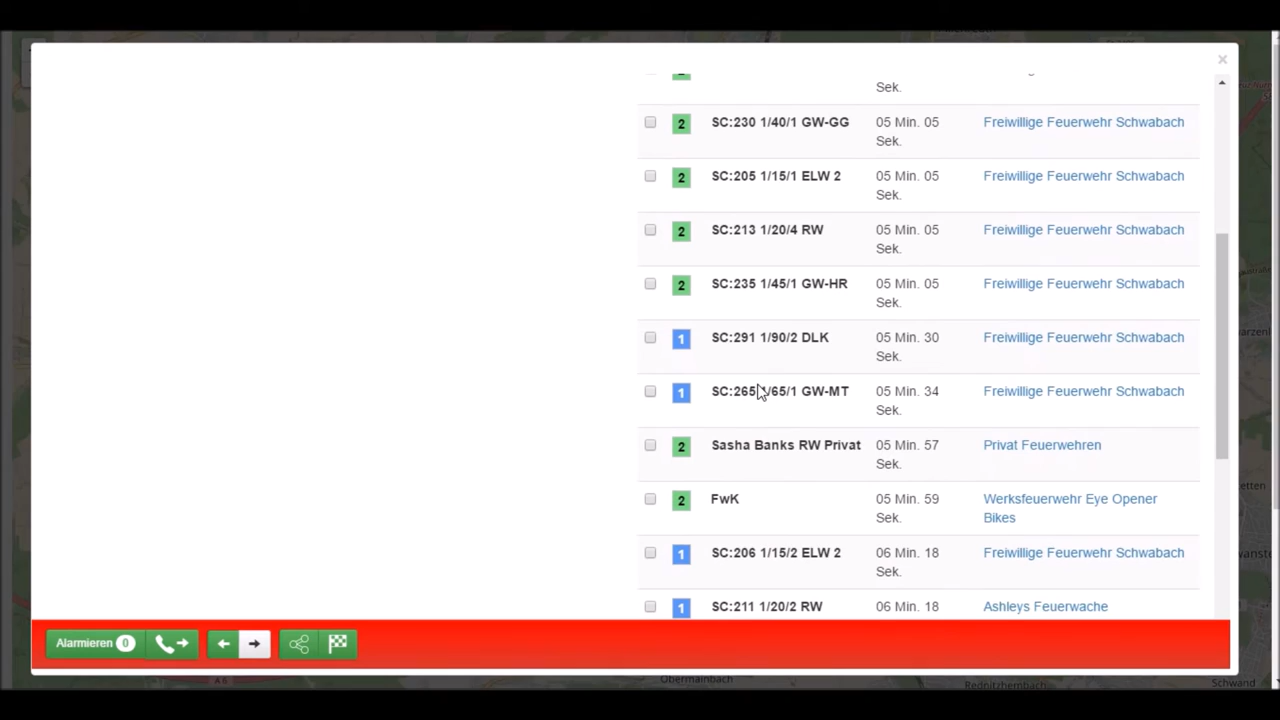 ×
2
Sek.
2 SC:230 1/40/1 GW-GG 05 Min. 05 Sek. Freiwillige Feuerwehr Schwabach
2 SC:205 1/15/1 ELW 2 05 Min. 05 Sek. Freiwillige Feuerwehr Schwabach
2 SC:213 1/20/4 RW 05 Min. 05 Sek. Freiwillige Feuerwehr Schwabach
2 SC:235 1/45/1 GW-HR 05 Min. 05 Sek. Freiwillige Feuerwehr Schwabach
1 SC:291 1/90/2 DLK 05 Min. 30 Sek. Freiwillige Feuerwehr Schwabach
1 SC:265 1/65/1 GW-MT 05 Min. 34 Sek. Freiwillige Feuerwehr Schwabach
2 Sasha Banks RW Privat 05 Min. 57 Sek. Privat Feuerwehren
2 FwK 05 Min. 59 Sek. Werksfeuerwehr Eye Opener Bikes
1 SC:206 1/15/2 ELW 2 06 Min. 18 Sek. Freiwillige Feuerwehr Schwabach
1 SC:211 1/20/2 RW 06 Min. 18 Ashleys Feuerwache
Alarmieren 0
A 6
Obermainbach
Rednitzhembach
Schwand